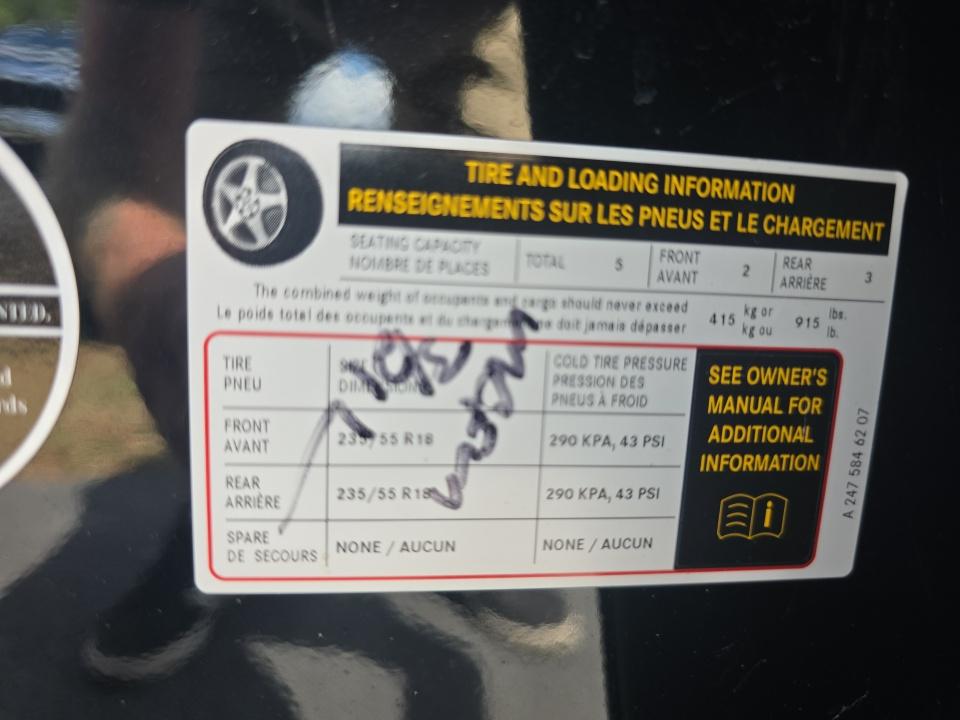 TIRE AND LOADING INFORMATION
RENSEIGNEMENTS SUR LES PNEUS ET LE CHARGEMENT
SEATING CAPACITY
NOMBRE DE PLACES
TOTAL 5
FRONT
AVANT
2
REAR
ARRIÈRE
3
The combined weight of occupants and cargo should never exceed
Le poids total des occupants et du chargement ne doit jamais dépasser
415 kg or
kg ou
915 lbs.
lb.
TIRE
PNEU
SIZE
DIMENSIONS
COLD TIRE PRESSURE
PRESSION DES
PNEUS À FROID
FRONT
AVANT
235/55 R18
290 KPA, 43 PSI
REAR
ARRIÈRE
235/55 R18
290 KPA, 43 PSI
SPARE
DE SECOURS
NONE / AUCUN
NONE / AUCUN
SEE OWNER'S
MANUAL FOR
ADDITIONAL
INFORMATION
A 247 584 62 07
NTED,